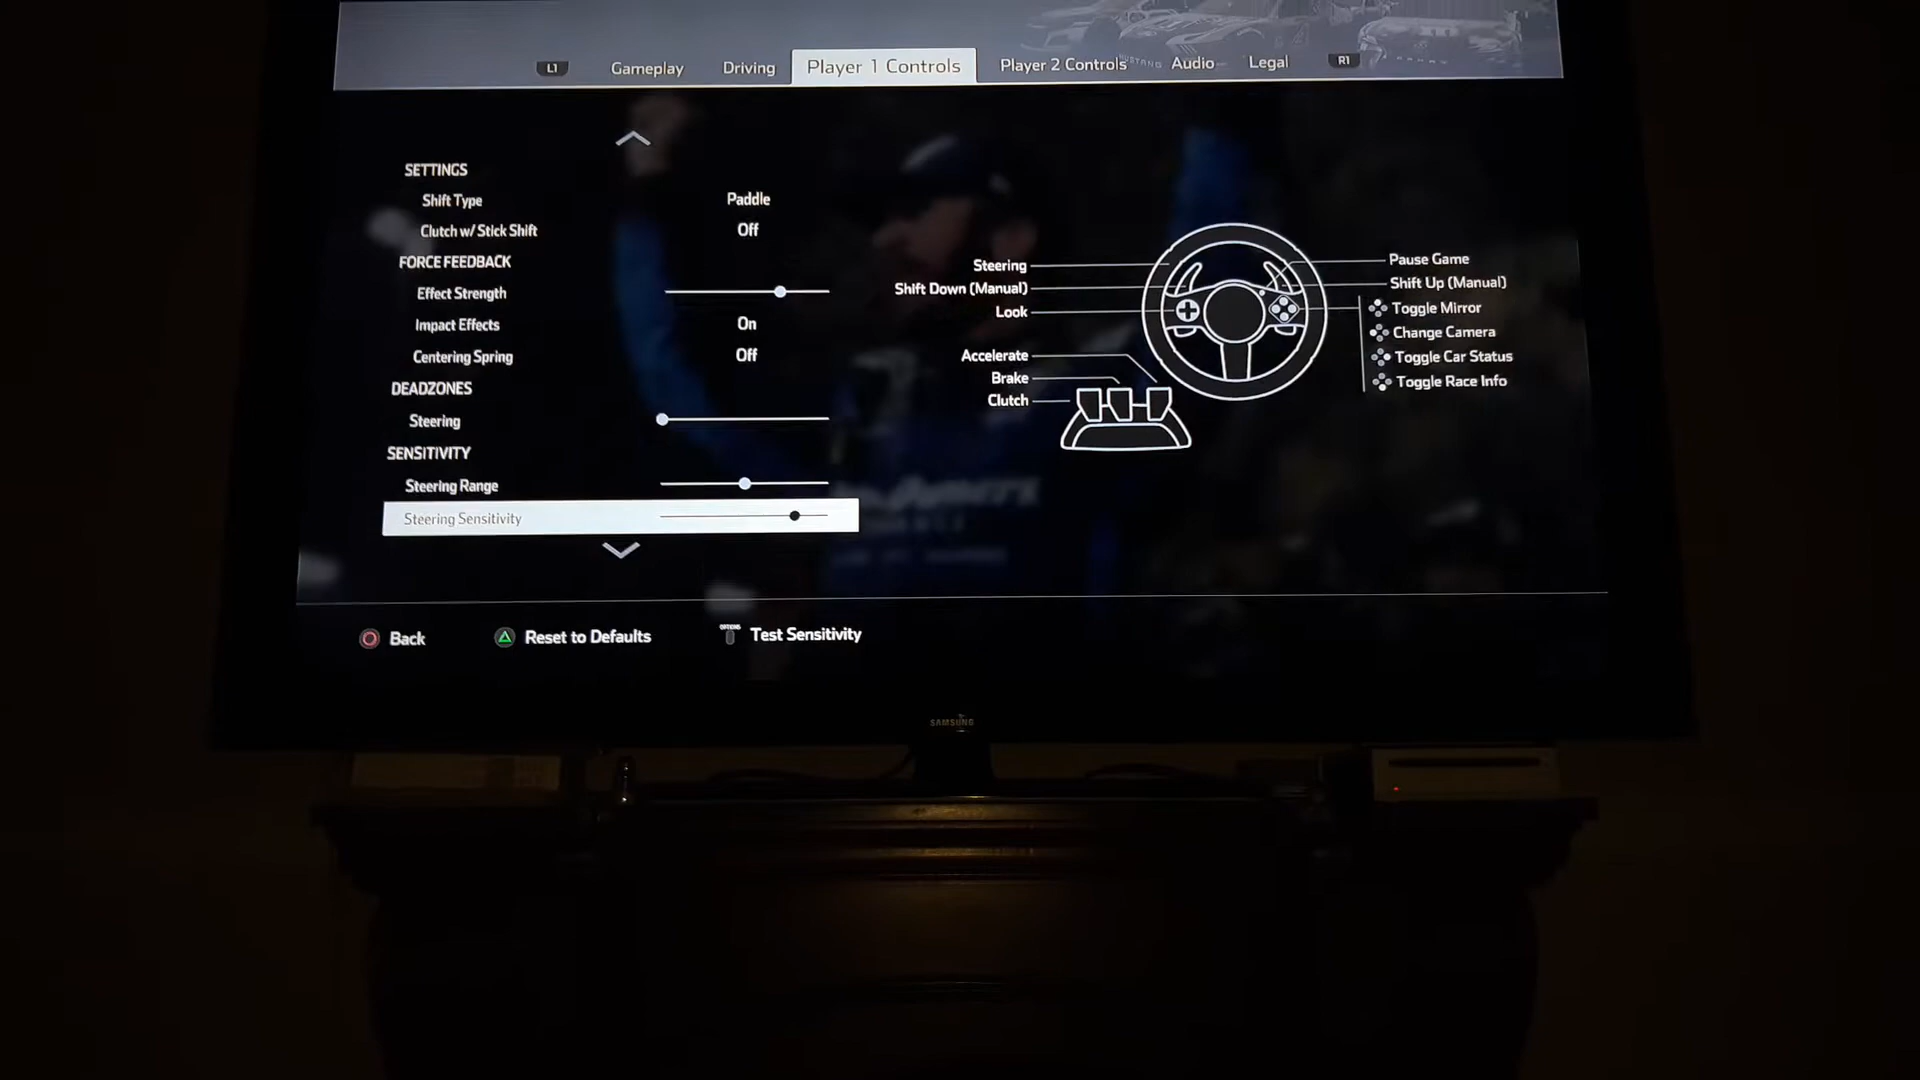 L1 Gameplay Driving Player 1 Controls Player 2 Controls Audio Legal R1
SETTINGS
Shift Type Paddle
Clutch w/ Stick Shift Off
FORCE FEEDBACK
Effect Strength
Impact Effects On
Centering Spring Off
DEADZONES
Steering
SENSITIVITY
Steering Range
Steering Sensitivity
Steering
Shift Down (Manual)
Look
Accelerate
Brake
Clutch
Pause Game
Shift Up (Manual)
Toggle Mirror
Change Camera
Toggle Car Status
Toggle Race Info
Back Reset to Defaults OPTIONS Test Sensitivity
SAMSUNG